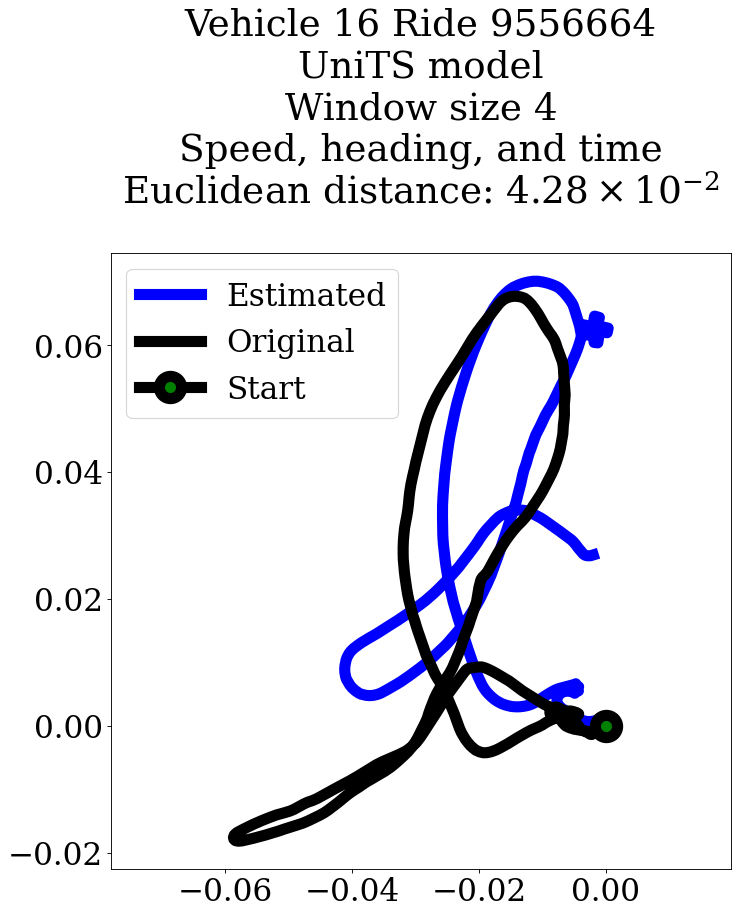 Vehicle 16 Ride 9556664
UniTS model
Window size 4
Speed, heading, and time
Euclidean distance: 4.28 × 10⁻²
Estimated
Original
Start
0.06
0.04
0.02
0.00
−0.02
−0.06 −0.04 −0.02 0.00